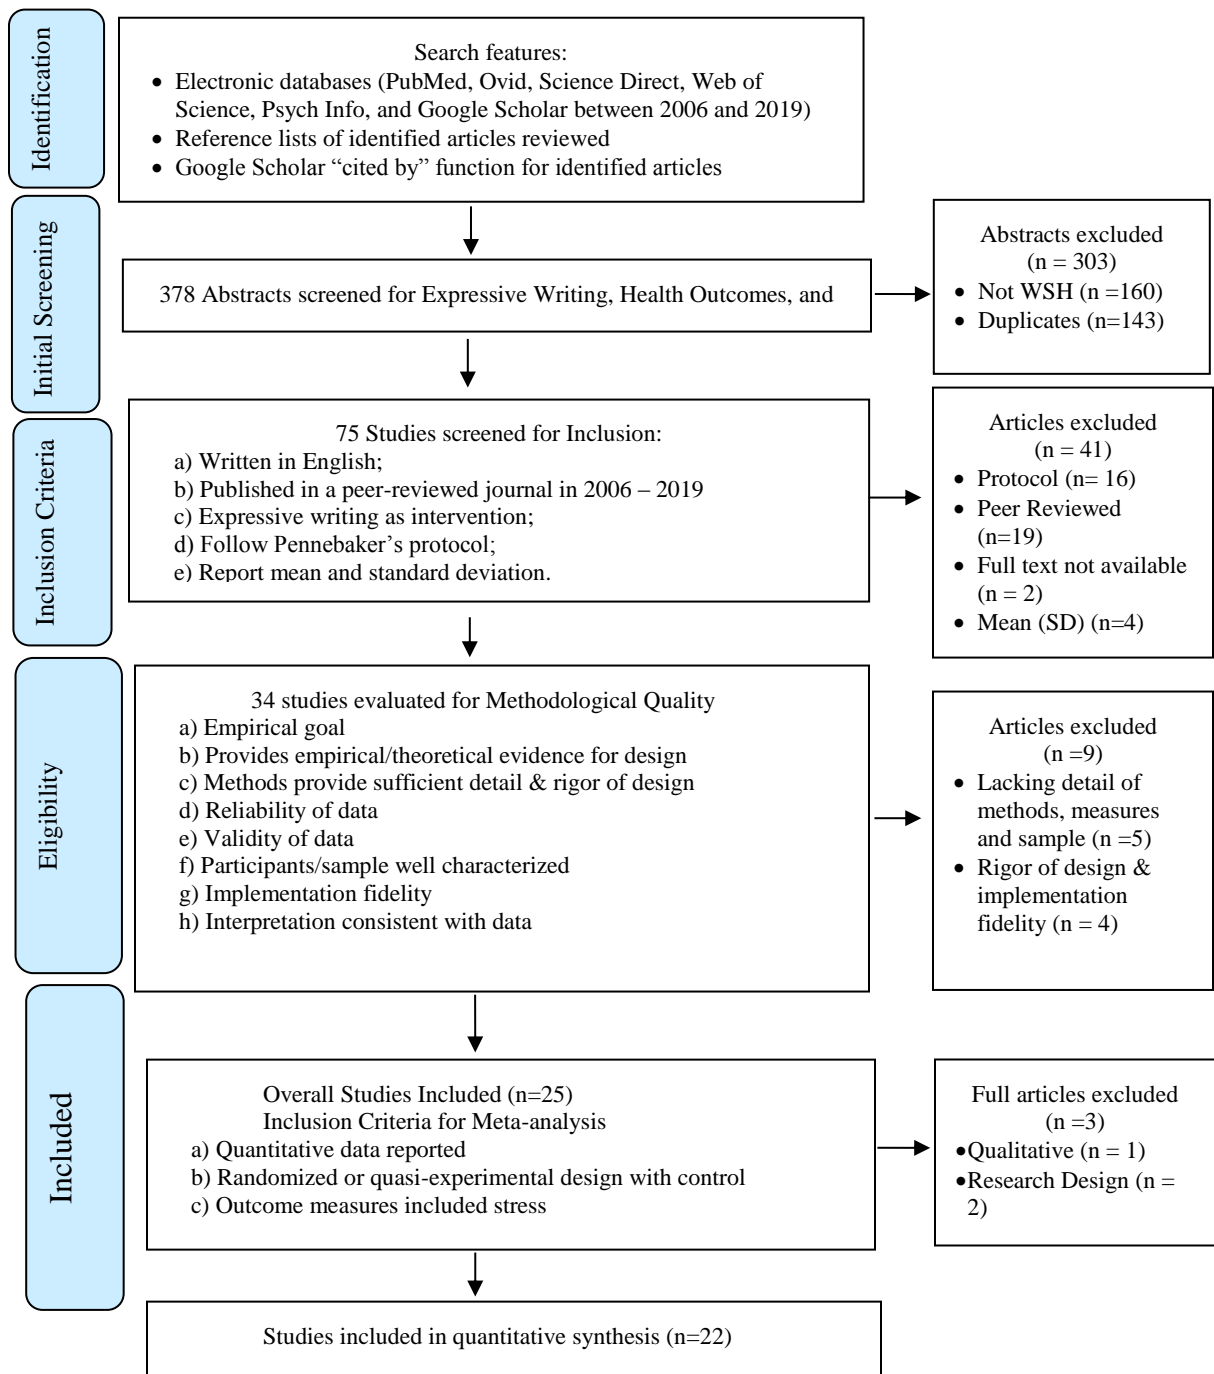 Identification
Search features:
• Electronic databases (PubMed, Ovid, Science Direct, Web of
Science, Psych Info, and Google Scholar between 2006 and 2019)
• Reference lists of identified articles reviewed
• Google Scholar “cited by” function for identified articles
Initial Screening
378 Abstracts screened for Expressive Writing, Health Outcomes, and
Abstracts excluded
(n = 303)
• Not WSH (n =160)
• Duplicates (n=143)
Inclusion Criteria
75 Studies screened for Inclusion:
a) Written in English;
b) Published in a peer-reviewed journal in 2006 – 2019
c) Expressive writing as intervention;
d) Follow Pennebaker’s protocol;
e) Report mean and standard deviation.
Articles excluded
(n = 41)
• Protocol (n= 16)
• Peer Reviewed
(n=19)
• Full text not available
(n = 2)
• Mean (SD) (n=4)
Eligibility
34 studies evaluated for Methodological Quality
a) Empirical goal
b) Provides empirical/theoretical evidence for design
c) Methods provide sufficient detail & rigor of design
d) Reliability of data
e) Validity of data
f) Participants/sample well characterized
g) Implementation fidelity
h) Interpretation consistent with data
Articles excluded
(n =9)
• Lacking detail of
methods, measures
and sample (n =5)
• Rigor of design &
implementation
fidelity (n = 4)
Included
Overall Studies Included (n=25)
Inclusion Criteria for Meta-analysis
a) Quantitative data reported
b) Randomized or quasi-experimental design with control
c) Outcome measures included stress
Full articles excluded
(n =3)
•Qualitative (n = 1)
•Research Design (n =
2)
Studies included in quantitative synthesis (n=22)